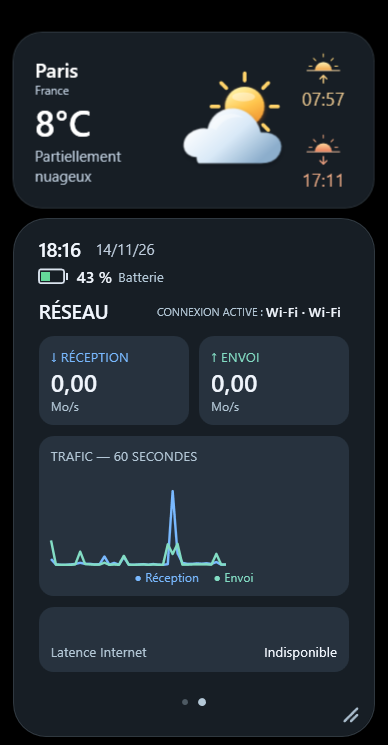 Paris
France
8°C
Partiellement
nuageux
07:57
17:11
18:16 14/11/26
43 % Batterie
RÉSEAU CONNEXION ACTIVE : Wi-Fi · Wi-Fi
↓ RÉCEPTION ↑ ENVOI
0,00 0,00
Mo/s Mo/s
TRAFIC — 60 SECONDES
● Réception ● Envoi
Latence Internet Indisponible